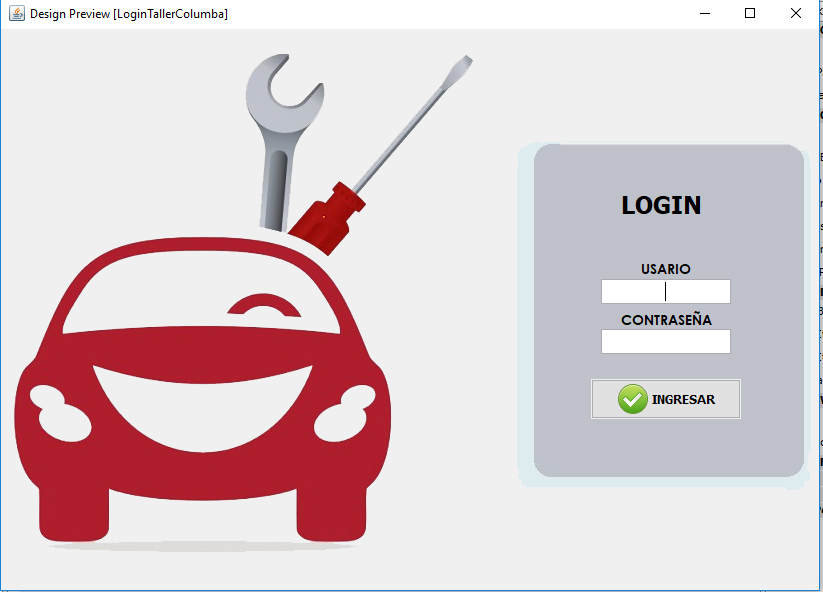 Design Preview [LoginTallerColumba]
LOGIN
USARIO
CONTRASEÑA
INGRESAR